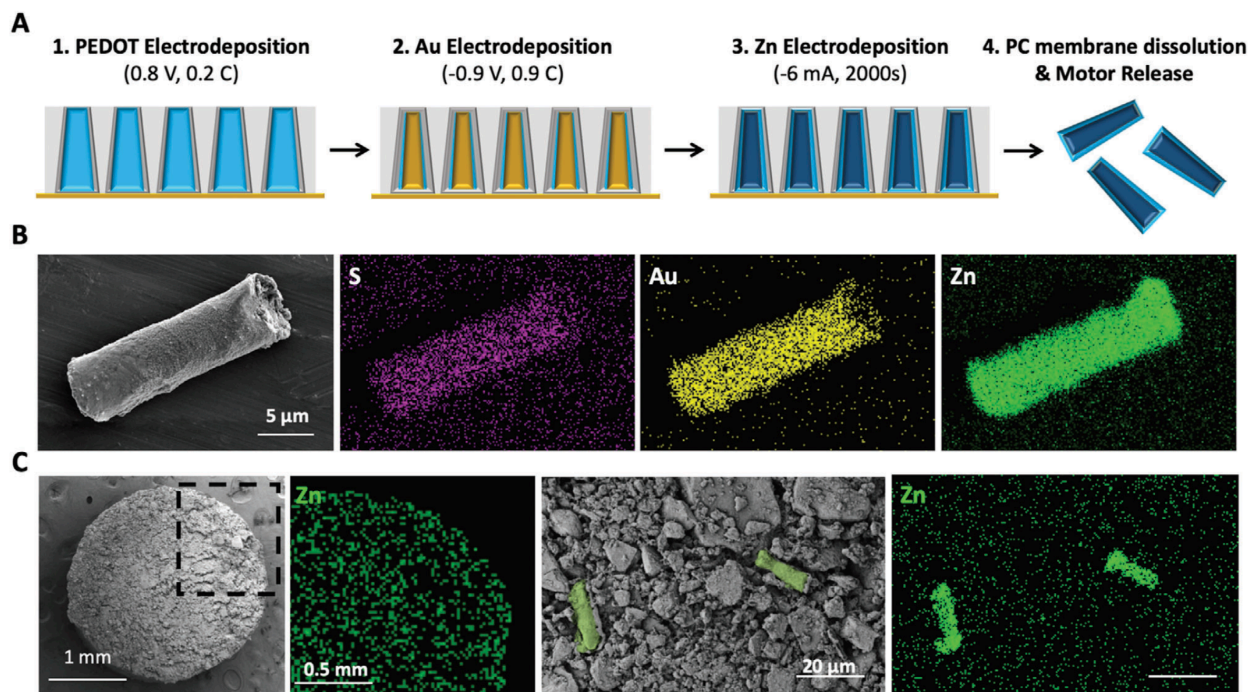 A
1. PEDOT Electrodeposition
(0.8 V, 0.2 C)
2. Au Electrodeposition
(-0.9 V, 0.9 C)
3. Zn Electrodeposition
(-6 mA, 2000s)
4. PC membrane dissolution
& Motor Release
B
5 µm
S
Au
Zn
C
1 mm
Zn
0.5 mm
20 µm
Zn